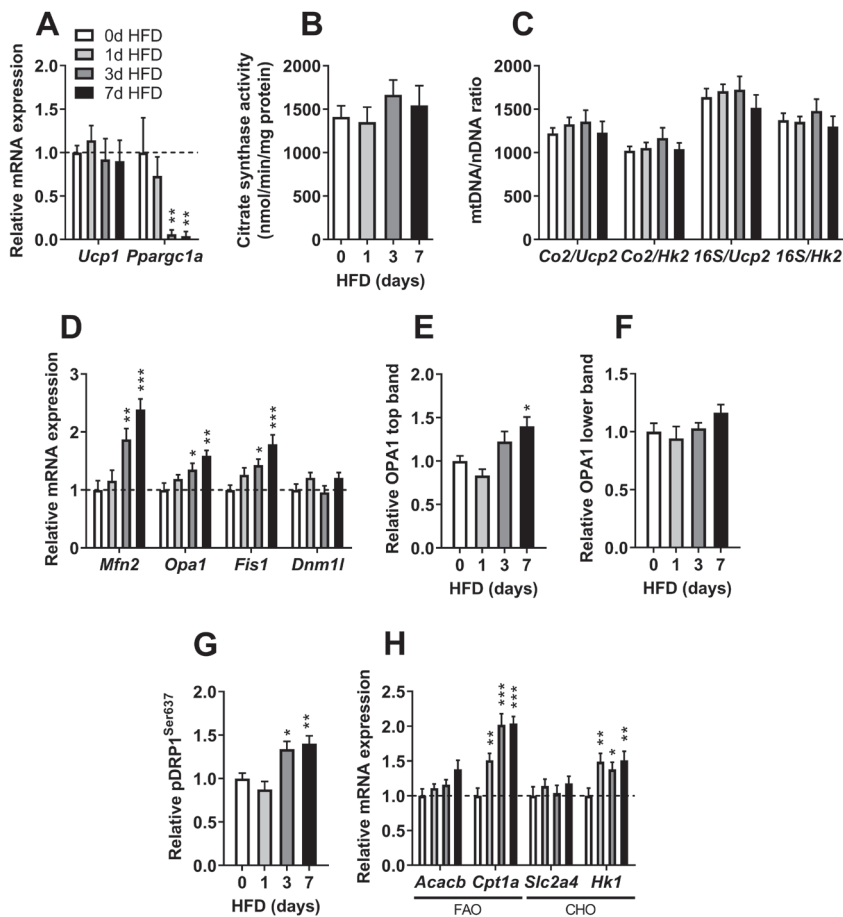 A
0d HFD
1d HFD
3d HFD
7d HFD
Relative mRNA expression
2.0
1.5
1.0
0.5
0.0
** **
Ucp1 Ppargc1a
B
Citrate synthase activity
(nmol/min/mg protein)
2000
1500
1000
500
0
0 1 3 7
HFD (days)
C
mtDNA/nDNA ratio
2000
1500
1000
500
0
Co2/Ucp2 Co2/Hk2 16S/Ucp2 16S/Hk2
D
Relative mRNA expression
3
2
1
0
** *** * ** * ***
Mfn2 Opa1 Fis1 Dnm1l
E
Relative OPA1 top band
2.0
1.5
1.0
0.5
0.0
*
0 1 3 7
HFD (days)
F
Relative OPA1 lower band
1.5
1.0
0.5
0.0
0 1 3 7
HFD (days)
G
Relative pDRP1Ser637
2.0
1.5
1.0
0.5
0.0
* **
0 1 3 7
HFD (days)
H
Relative mRNA expression
2.5
2.0
1.5
1.0
0.5
0.0
** *** *** ** * **
Acacb Cpt1a Slc2a4 Hk1
FAO CHO